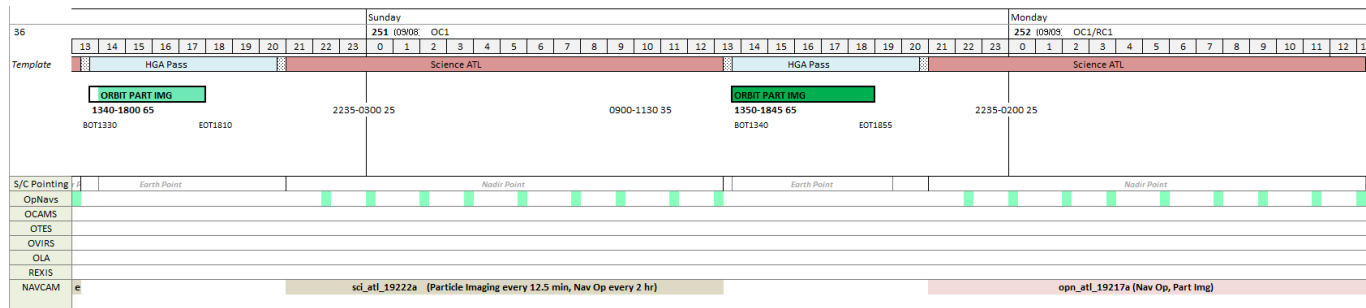 Sunday Monday
36 251 (09/08) OC1 252 (09/09) OC1/RC1
13 14 15 16 17 18 19 20 21 22 23 0 1 2 3 4 5 6 7 8 9 10 11 12 13 14 15 16 17 18 19 20 21 22 23 0 1 2 3 4 5 6 7 8 9 10 11 12 1
Template HGA Pass Science ATL HGA Pass Science ATL
ORBIT PART IMG ORBIT PART IMG
1340-1800 65 2235-0300 25 0900-1130 35 1350-1845 65 2235-0200 25
BOT1330 EOT1810 BOT1340 EOT1855
S/C Pointing Earth Point Nadir Point Earth Point Nadir Point
OpNavs
OCAMS
OTES
OVIRS
OLA
REXIS
NAVCAM e sci_atl_19222a (Particle Imaging every 12.5 min, Nav Op every 2 hr) opn_atl_19217a (Nav Op, Part Img)